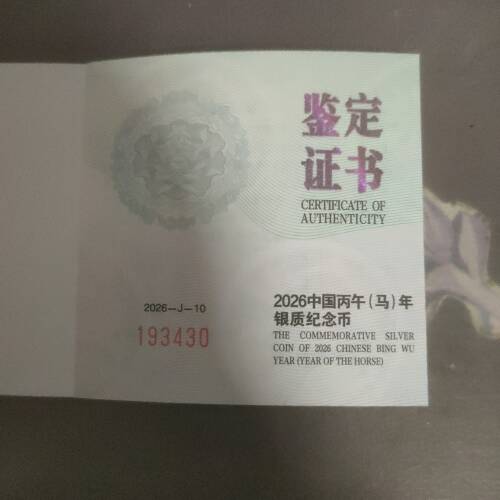 鉴定
证书
CERTIFICATE OF
AUTHENTICITY
2026-J-10
193430
2026中国丙午(马)年
银质纪念币
THE COMMEMORATIVE SILVER
COIN OF 2026 CHINESE BING WU
YEAR (YEAR OF THE HORSE)